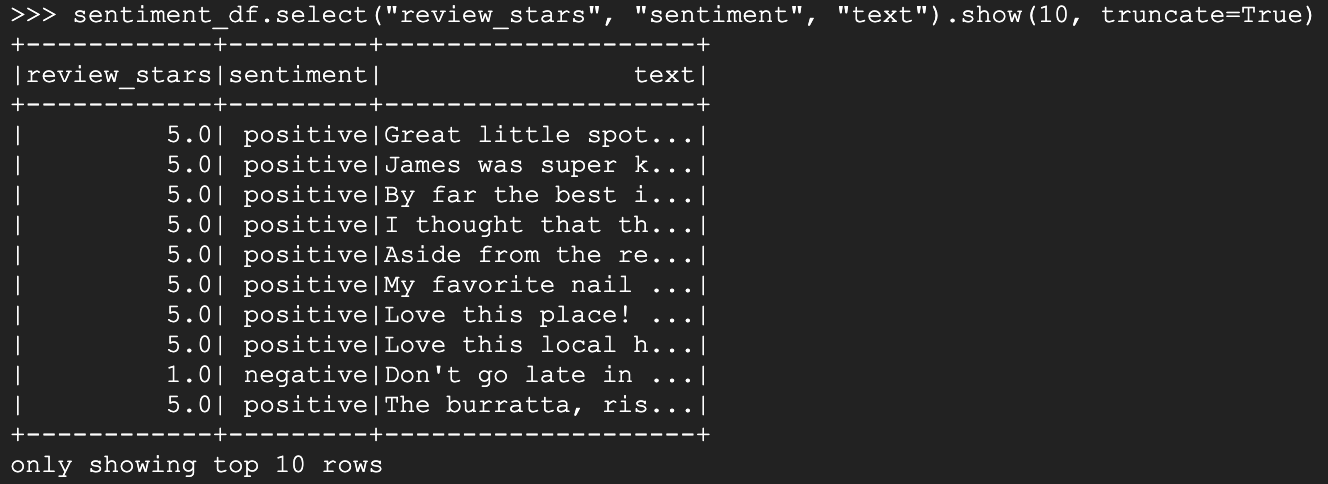 >>> sentiment_df.select("review_stars", "sentiment", "text").show(10, truncate=True)
+------------+---------+--------------------+
|review_stars|sentiment|                text|
+------------+---------+--------------------+
|         5.0| positive|Great little spot...|
|         5.0| positive|James was super k...|
|         5.0| positive|By far the best i...|
|         5.0| positive|I thought that th...|
|         5.0| positive|Aside from the re...|
|         5.0| positive|My favorite nail ...|
|         5.0| positive|Love this place! ...|
|         5.0| positive|Love this local h...|
|         1.0| negative|Don't go late in ...|
|         5.0| positive|The burratta, ris...|
+------------+---------+--------------------+
only showing top 10 rows